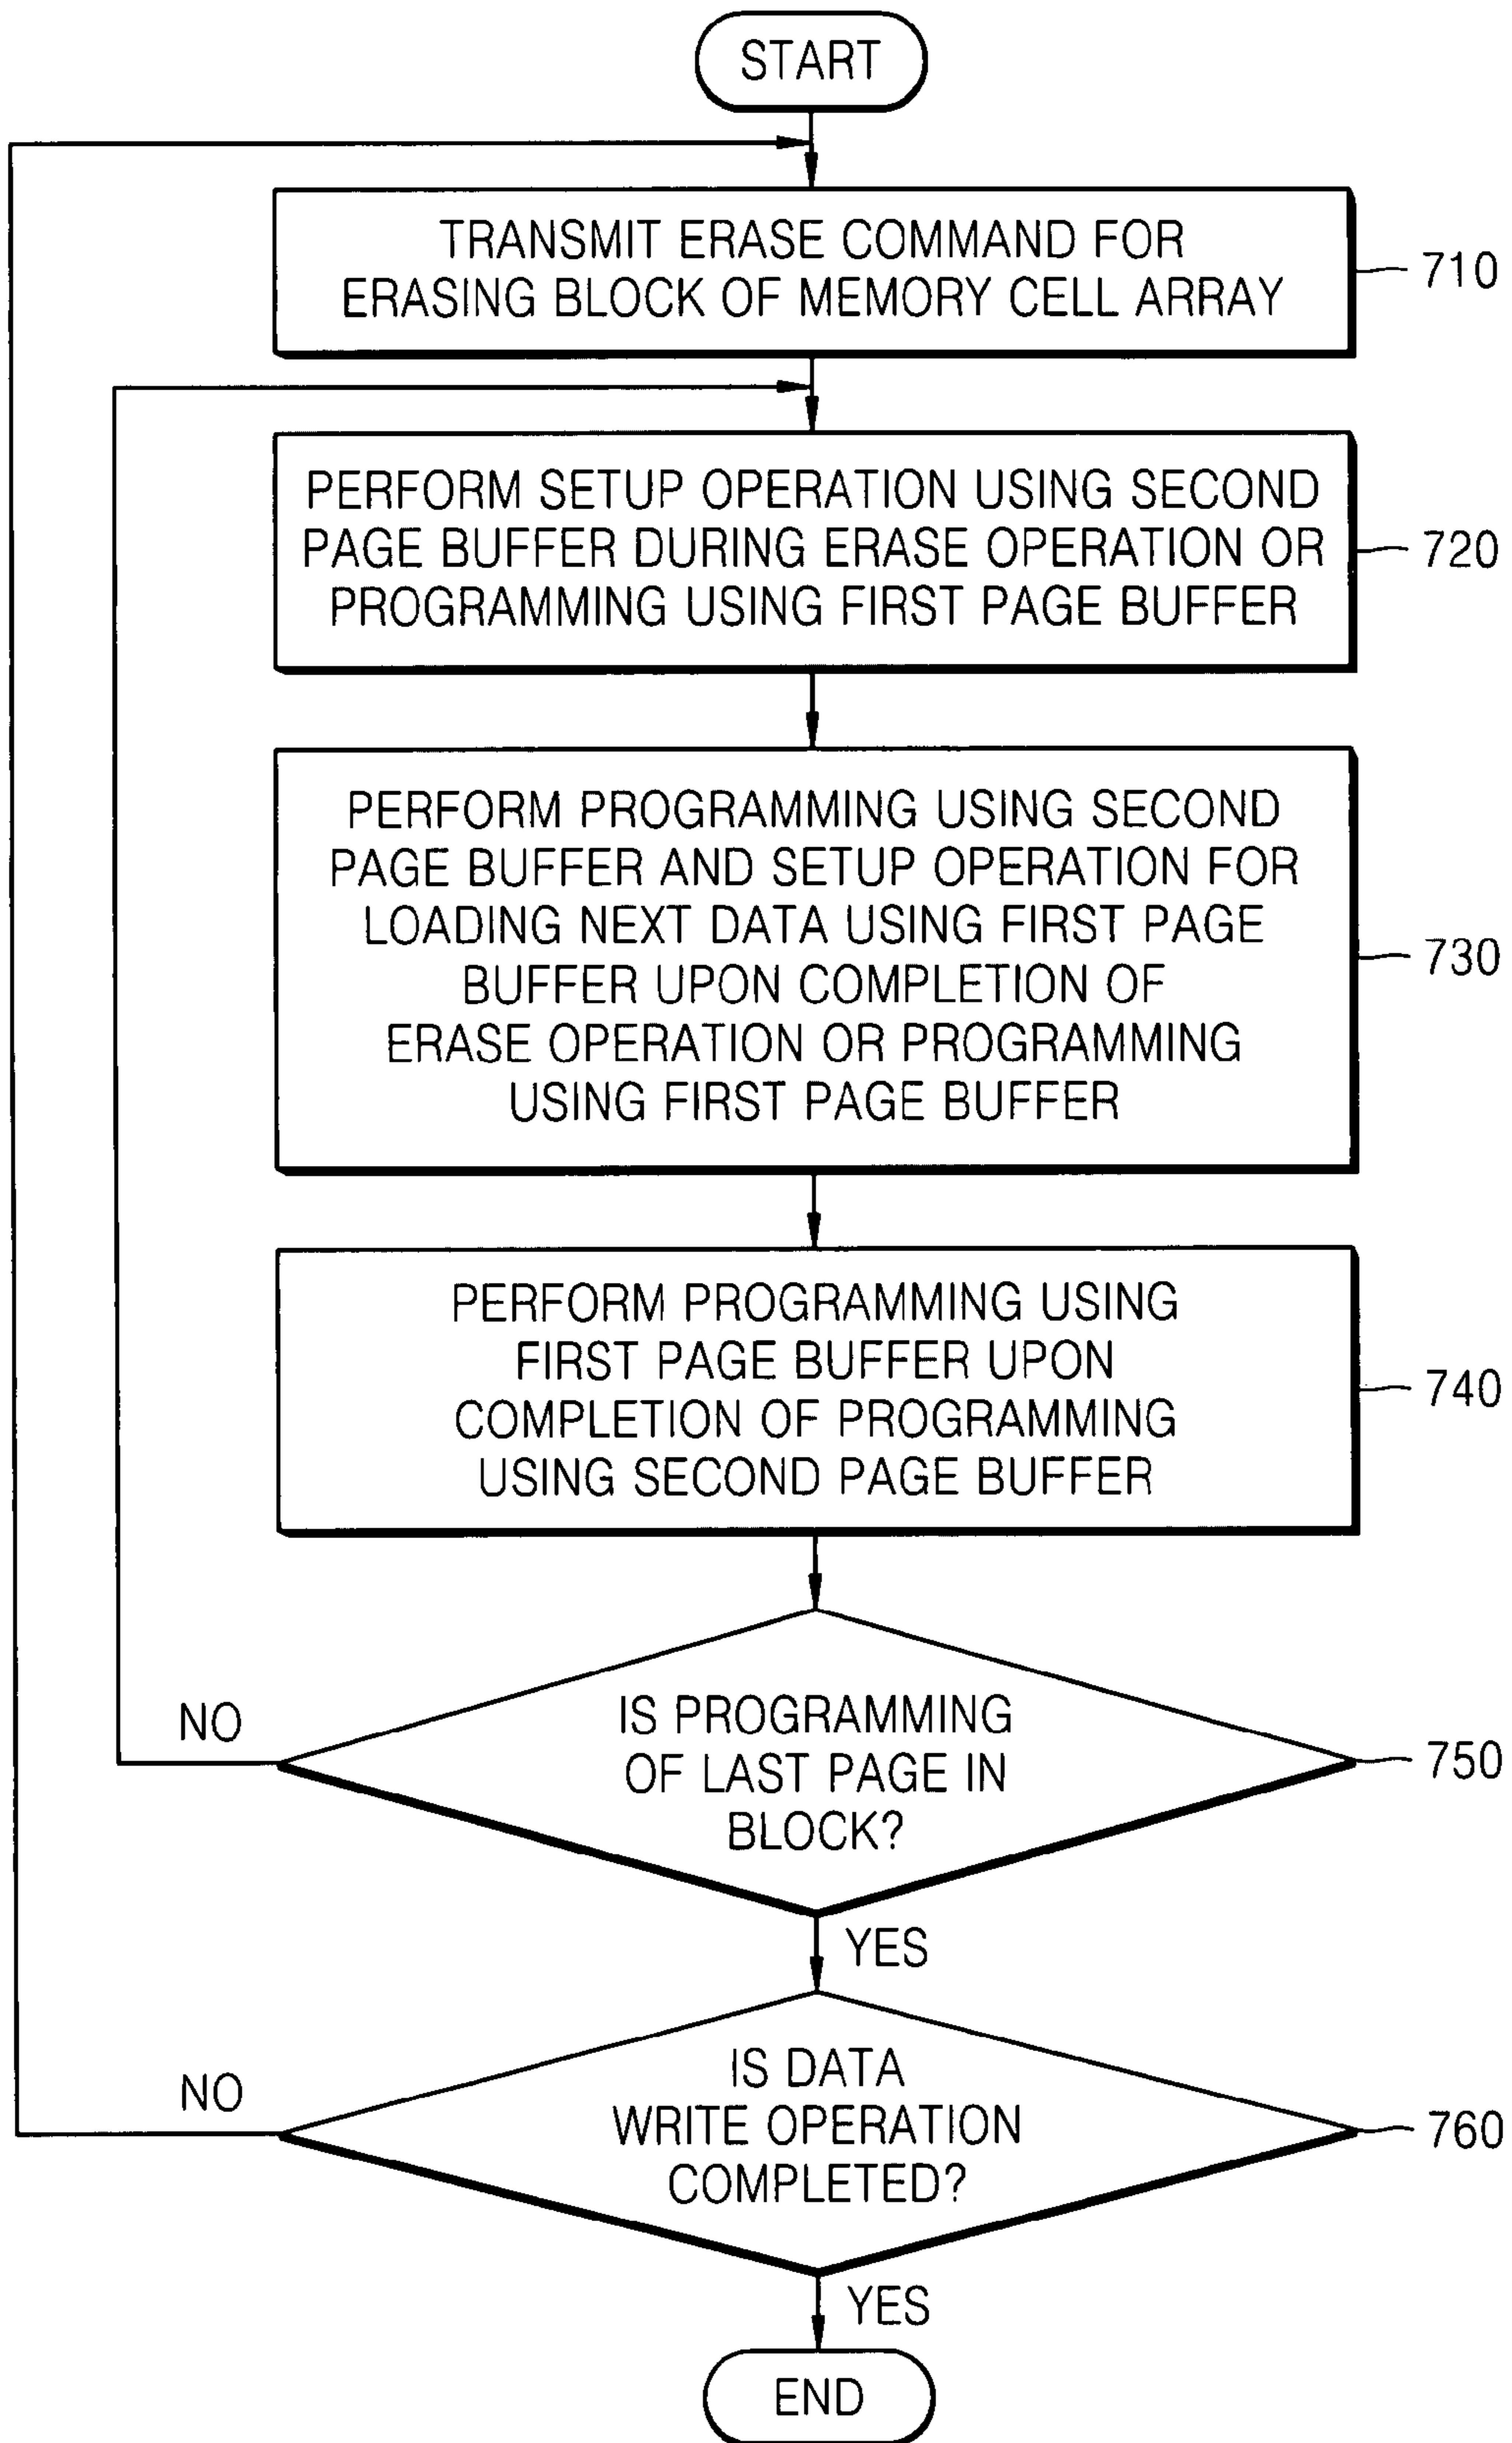 START
TRANSMIT ERASE COMMAND FOR
ERASING BLOCK OF MEMORY CELL ARRAY
710
PERFORM SETUP OPERATION USING SECOND
PAGE BUFFER DURING ERASE OPERATION OR
PROGRAMMING USING FIRST PAGE BUFFER
720
PERFORM PROGRAMMING USING SECOND
PAGE BUFFER AND SETUP OPERATION FOR
LOADING NEXT DATA USING FIRST PAGE
BUFFER UPON COMPLETION OF
ERASE OPERATION OR PROGRAMMING
USING FIRST PAGE BUFFER
730
PERFORM PROGRAMMING USING
FIRST PAGE BUFFER UPON
COMPLETION OF PROGRAMMING
USING SECOND PAGE BUFFER
740
NO
IS PROGRAMMING
OF LAST PAGE IN
BLOCK?
750
YES
NO
IS DATA
WRITE OPERATION
COMPLETED?
760
YES
END